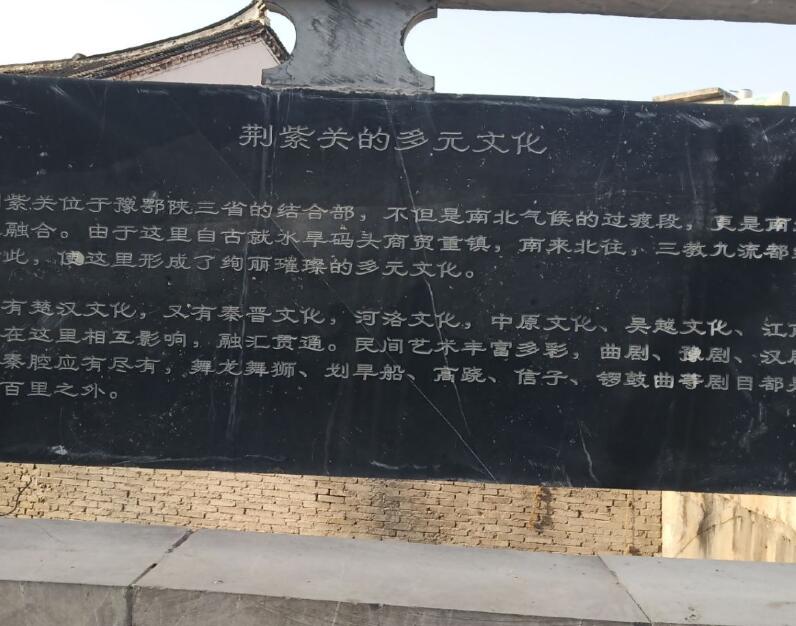 荆紫关的多元文化
紫关位于豫鄂陕三省的结合部，不但是南北气候的过渡段，更是南
融合。由于这里自古就水旱码头商贸重镇，南来北往，三教九流都
此，使这里形成了绚丽璀璨的多元文化。
有楚汉文化，又有秦晋文化，河洛文化，中原文化、吴越文化、江
在这里相互影响，融汇贯通。民间艺术丰富多彩，曲剧、豫剧、汉剧
秦腔应有尽有，舞龙舞狮、划旱船、高跷、信子、锣鼓曲等剧目都
百里之外。